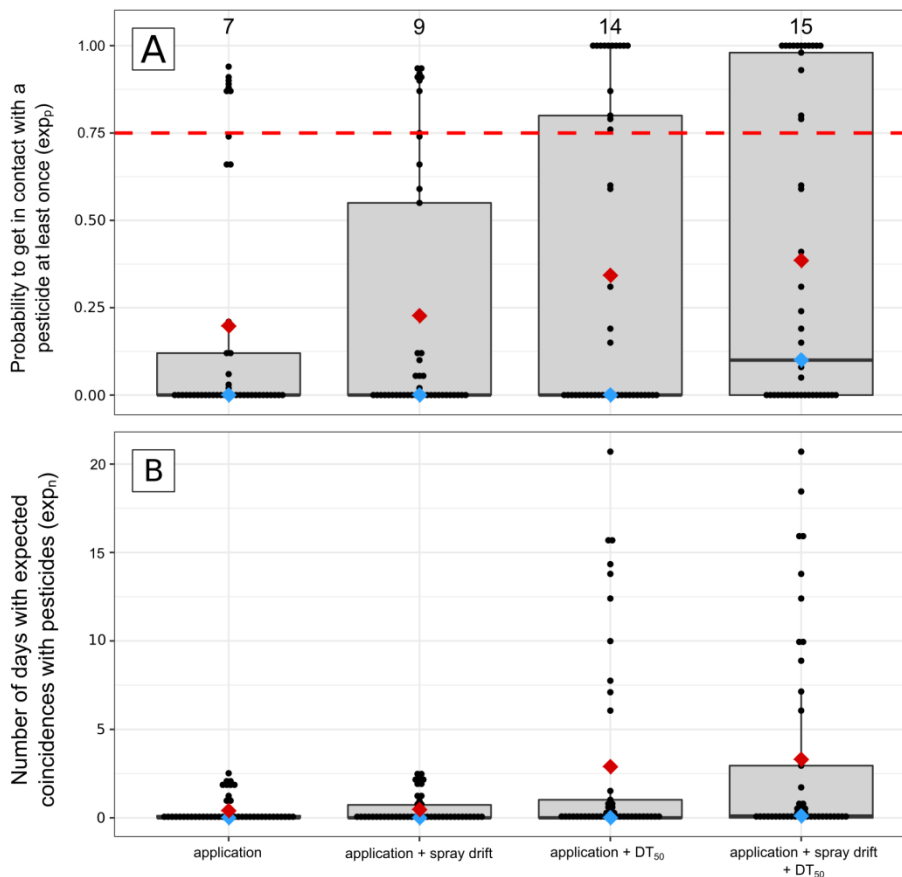 7 9 14 15
A
Probability to get in contact with a
pesticide at least once (expₚ)
1.00
0.75
0.50
0.25
0.00
B
Number of days with expected
coincidences with pesticides (expₙ)
20
15
10
5
0
application
application + spray drift
application + DT₅₀
application + spray drift
+ DT₅₀